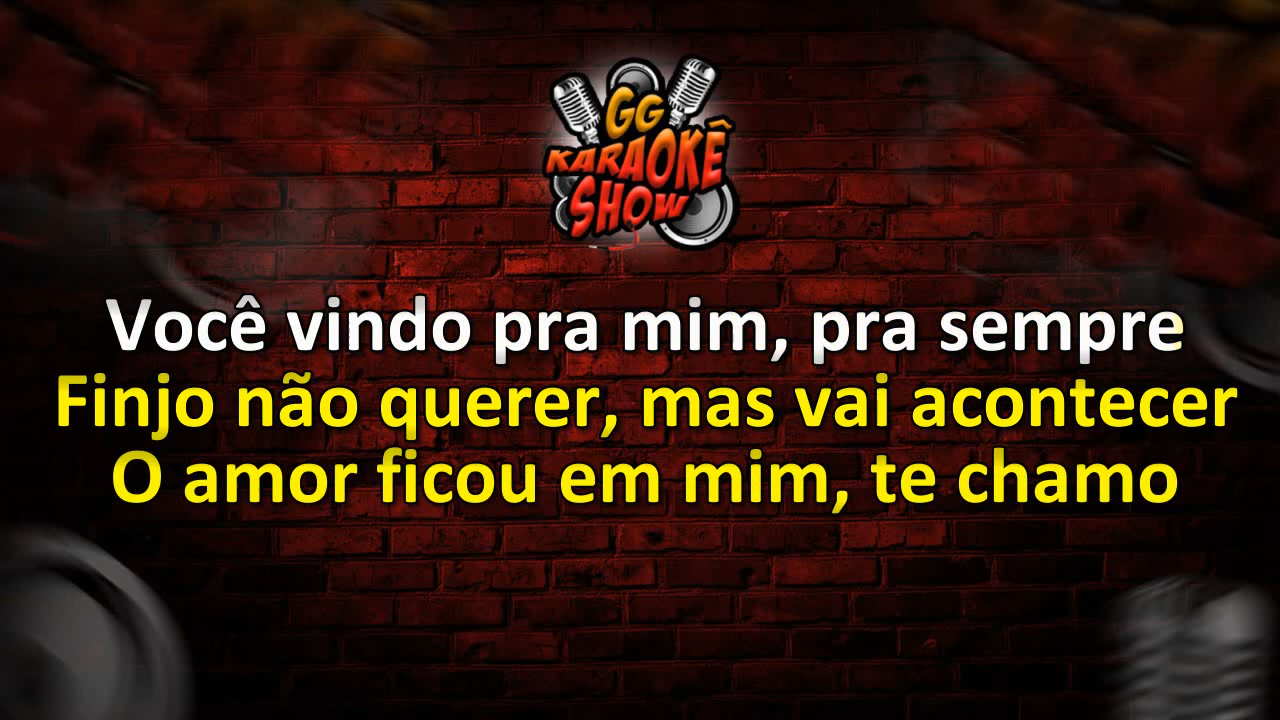 GG
KARAOKÊ
SHOW
Você vindo pra mim, pra sempre
Finjo não querer, mas vai acontecer
O amor ficou em mim, te chamo